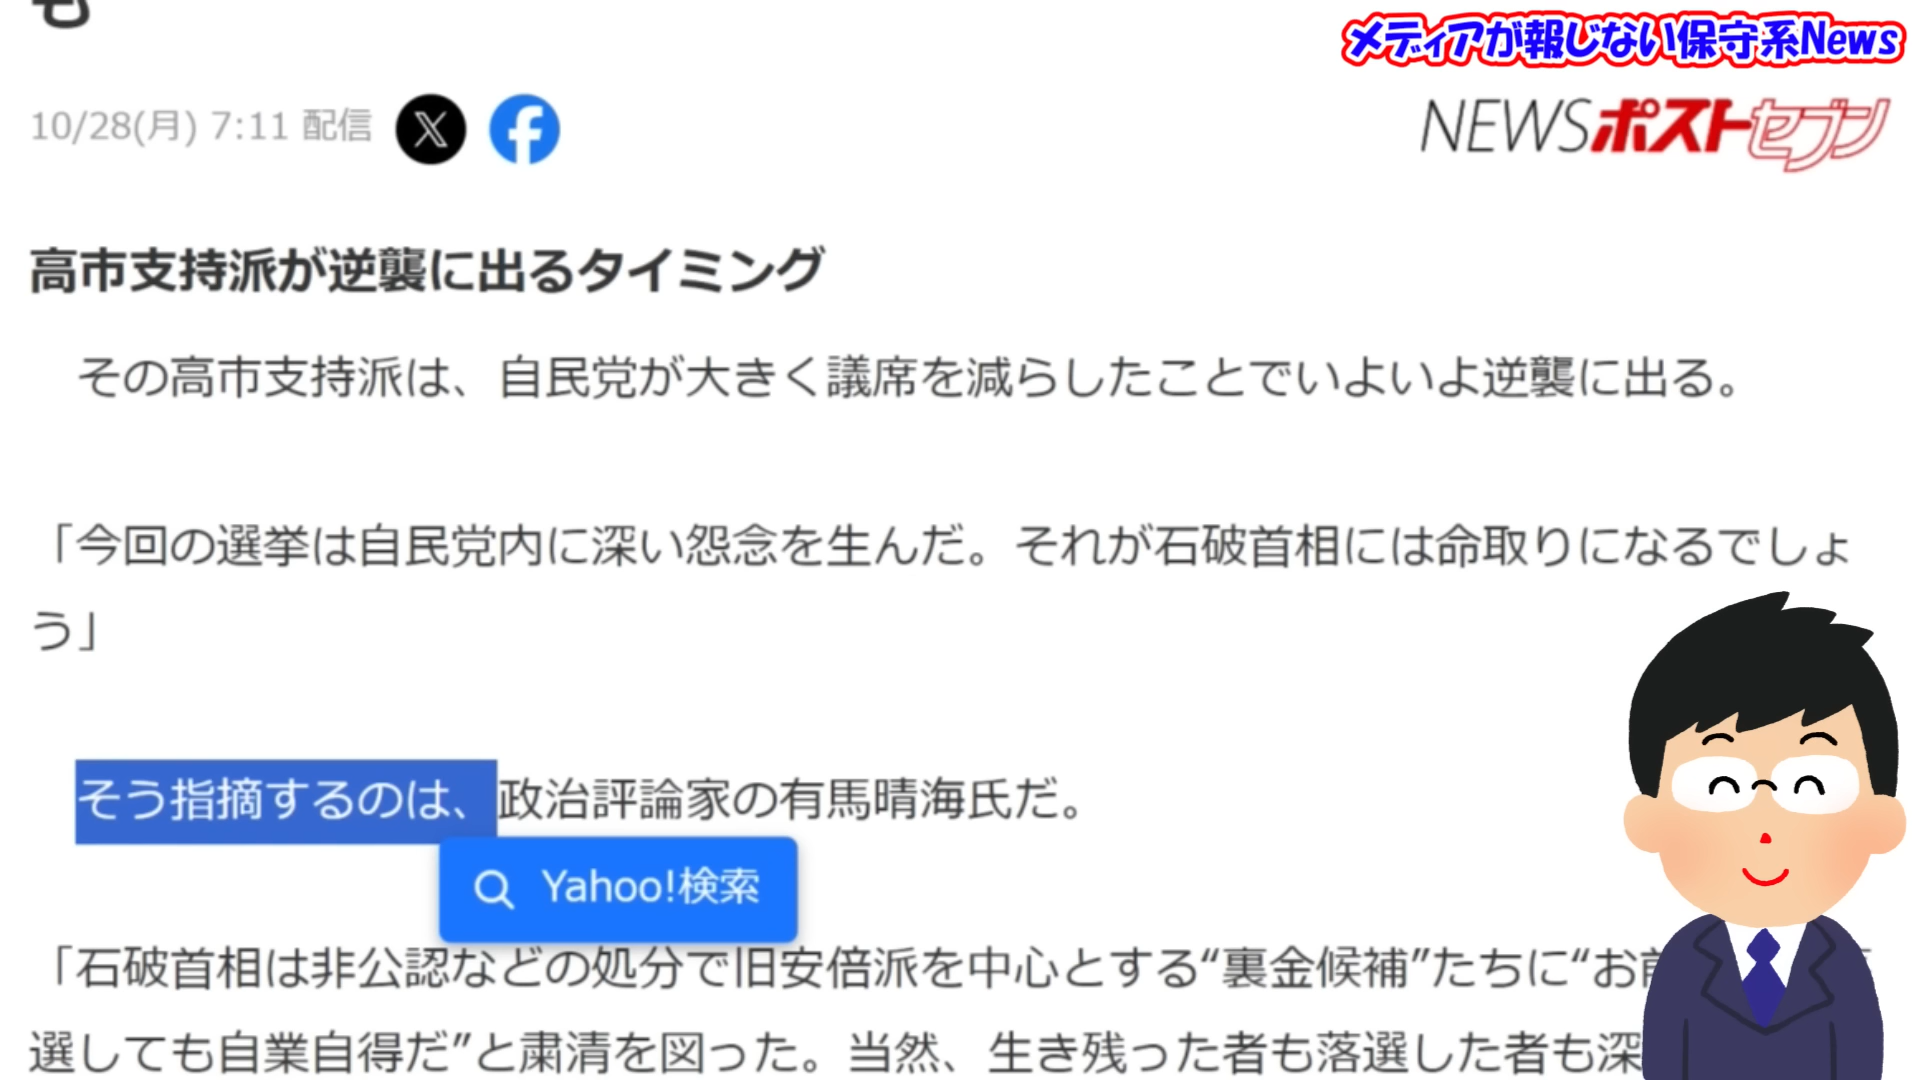 も
メディアが報じない保守系News
10/28(月) 7:11 配信
NEWSポストセブン
高市支持派が逆襲に出るタイミング
その高市支持派は、自民党が大きく議席を減らしたことでいよいよ逆襲に出る。
「今回の選挙は自民党内に深い怨念を生んだ。それが石破首相には命取りになるでしょ
う」
そう指摘するのは、政治評論家の有馬晴海氏だ。
Yahoo!検索
「石破首相は非公認などの処分で旧安倍派を中心とする“裏金候補”たちに“お
選しても自業自得だ”と粛清を図った。当然、生き残った者も落選した者も深